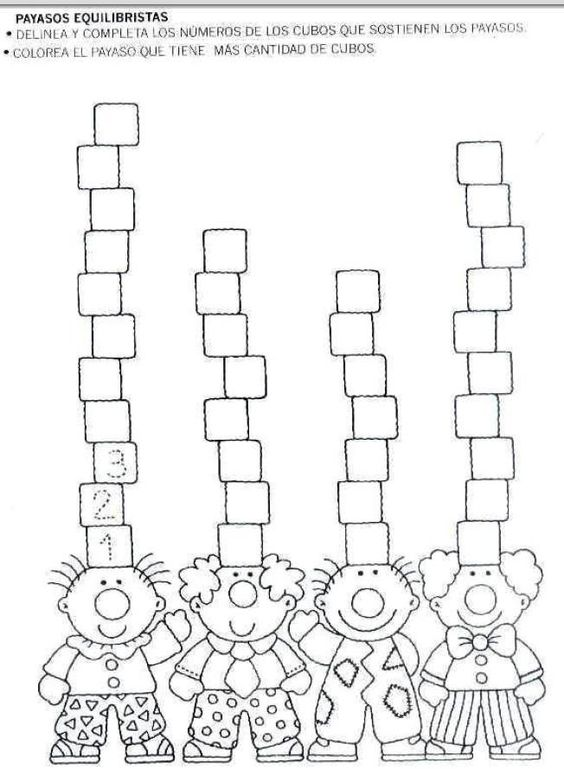 PAYASOS EQUILIBRISTAS
• DELINEA Y COMPLETA LOS NÚMEROS DE LOS CUBOS QUE SOSTIENEN LOS PAYASOS.
• COLOREA EL PAYASO QUE TIENE MÁS CANTIDAD DE CUBOS.
3
2
1